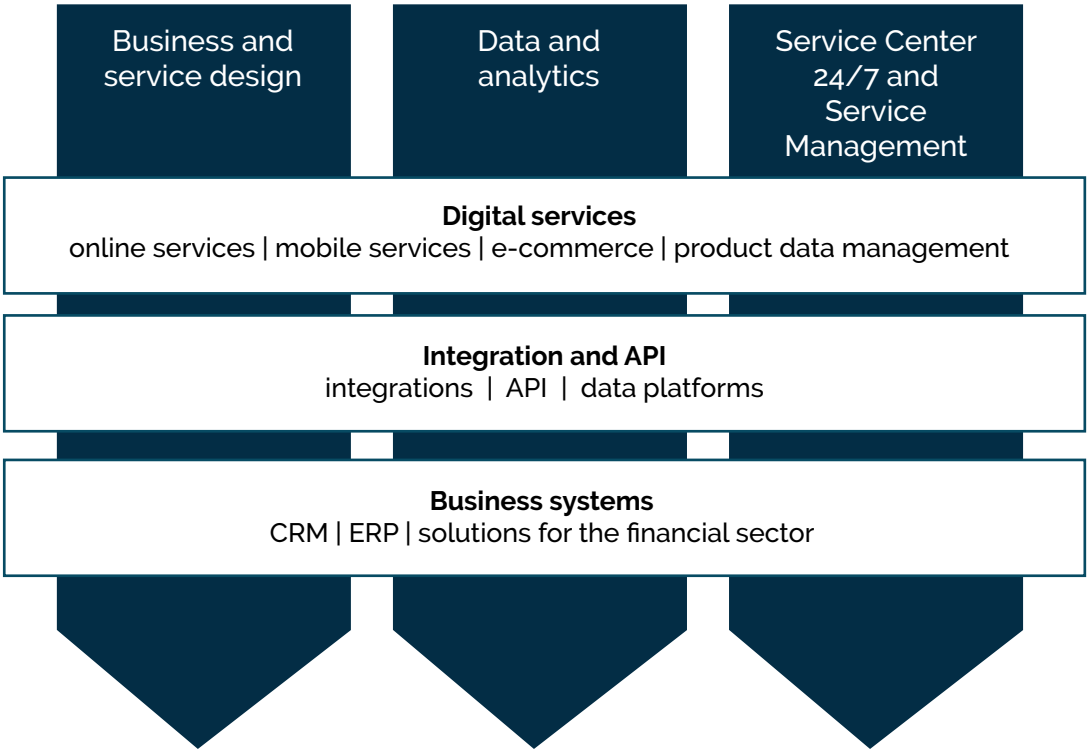 Business and
service design
Data and
analytics
Service Center
24/7 and
Service
Management
Digital services
online services | mobile services | e-commerce | product data management
Integration and API
integrations | API | data platforms
Business systems
CRM | ERP | solutions for the financial sector